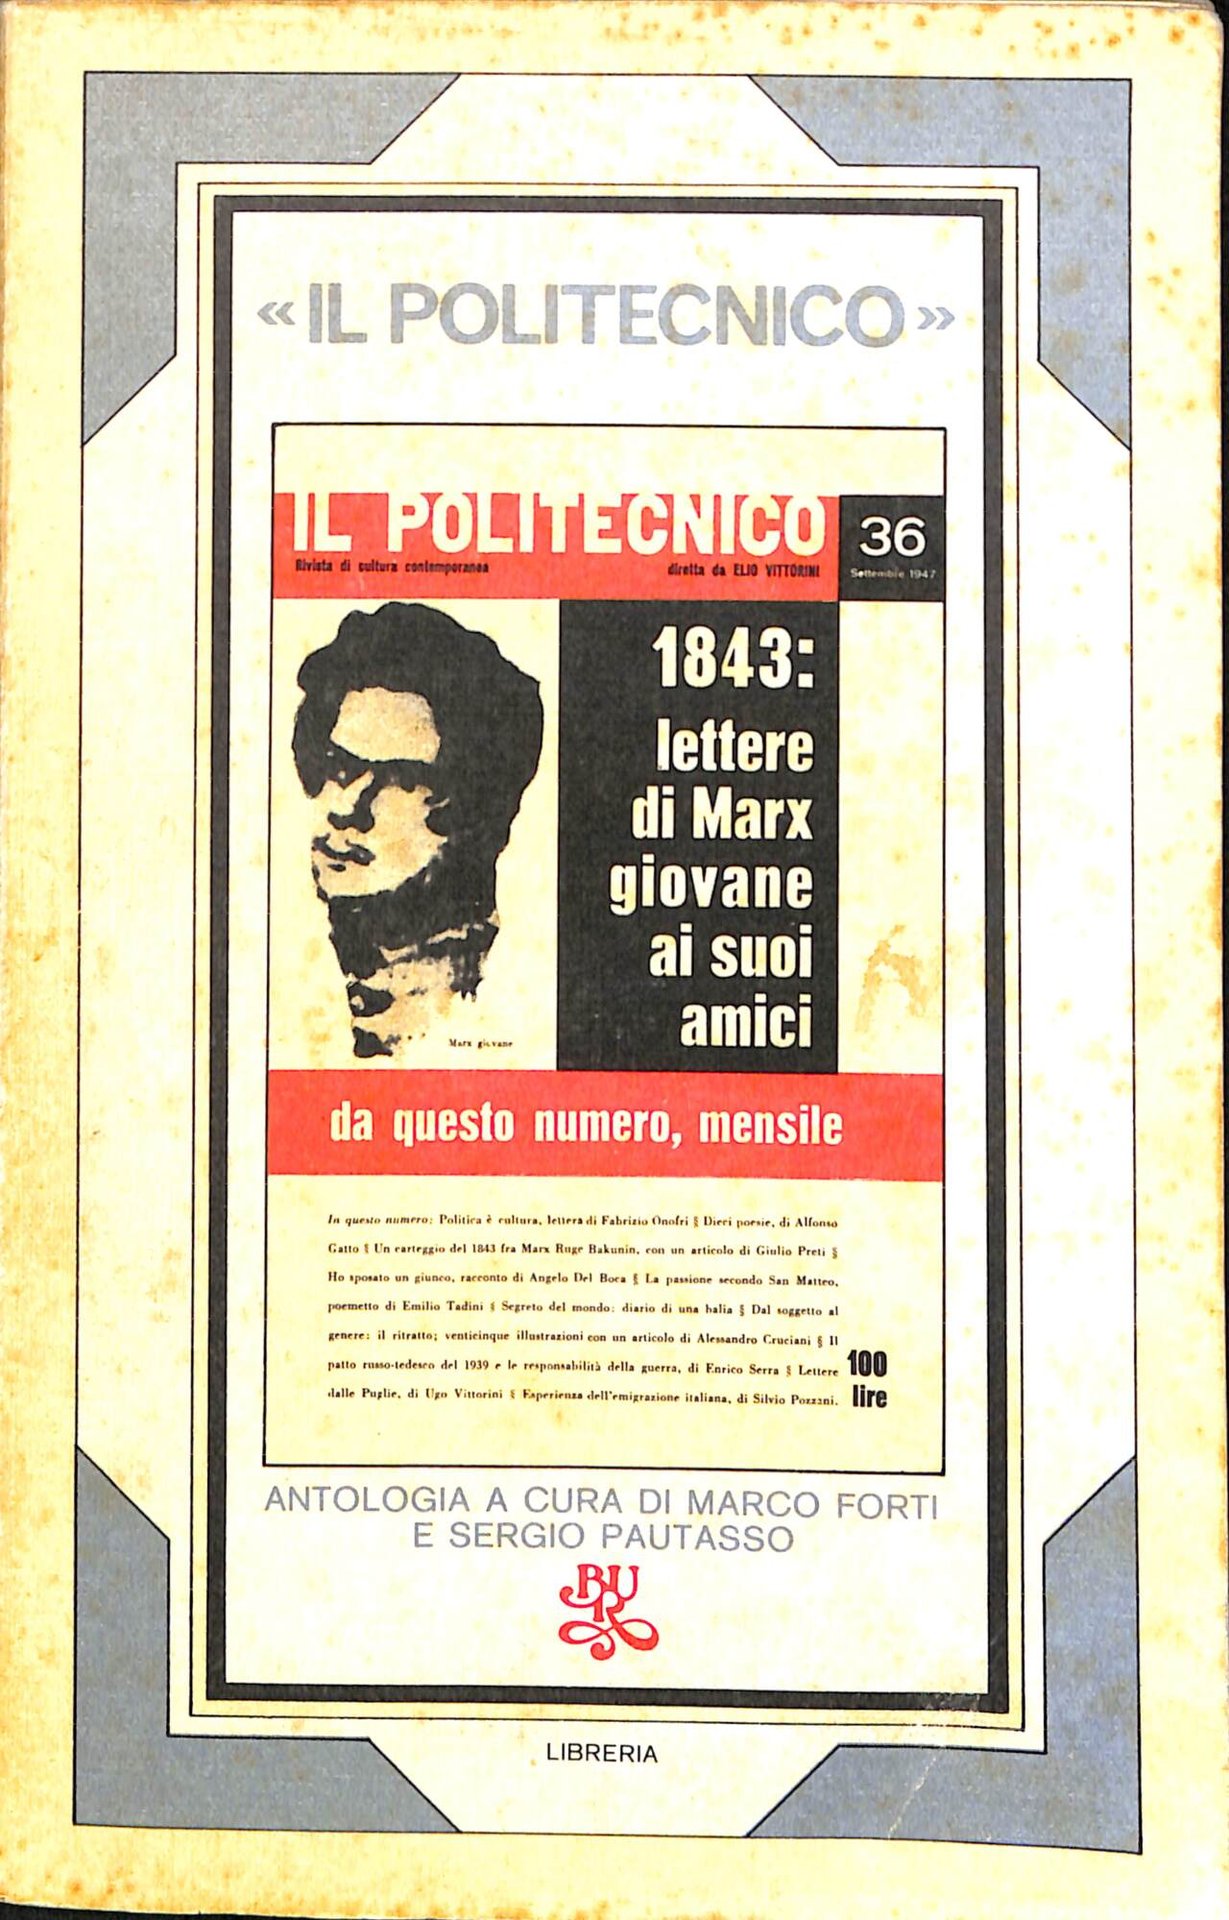 «IL POLITECNICO»
IL POLITECNICO
Rivista di cultura contemporanea
diretta da ELIO VITTORINI
36
Settembre 1947
1843:
lettere
di Marx
giovane
ai suoi
amici
Marx giovane
da questo numero, mensile
In questo numero: Politica è cultura, lettera di Fabrizio Onofri § Dieci poesie, di Alfonso
Gatto § Un carteggio del 1843 fra Marx Ruge Bakunin, con un articolo di Giulio Preti §
Ho sposato un giunco, racconto di Angelo Del Boca § La passione secondo San Matteo,
poemetto di Emilio Tadini § Segreto del mondo: diario di una balia § Dal soggetto al
genere: il ritratto; venticinque illustrazioni con un articolo di Alessandro Cruciani § Il
patto russo-tedesco del 1939 e le responsabilità della guerra, di Enrico Serra § Lettere
dalle Puglie, di Ugo Vittorini § Esperienza dell'emigrazione italiana, di Silvio Pozzani.
100
lire
ANTOLOGIA A CURA DI MARCO FORTI
E SERGIO PAUTASSO
BUR
LIBRERIA